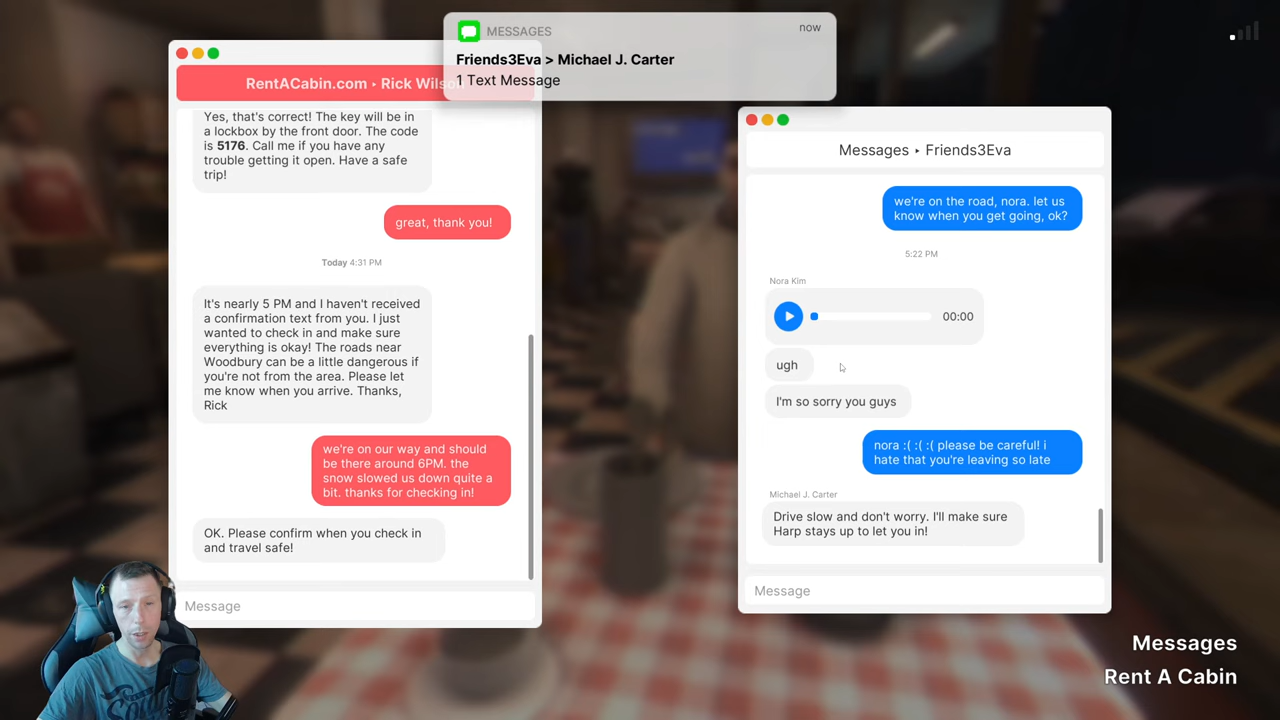 MESSAGES
now
Friends3Eva > Michael J. Carter
1 Text Message
RentACabin.com ▸ Rick Wils
Yes, that's correct! The key will be in
a lockbox by the front door. The code
is 5176. Call me if you have any
trouble getting it open. Have a safe
trip!
great, thank you!
Today 4:31 PM
It's nearly 5 PM and I haven't received
a confirmation text from you. I just
wanted to check in and make sure
everything is okay! The roads near
Woodbury can be a little dangerous if
you're not from the area. Please let
me know when you arrive. Thanks,
Rick
we're on our way and should
be there around 6PM. the
snow slowed us down quite a
bit. thanks for checking in!
OK. Please confirm when you check in
and travel safe!
Message
Messages ▸ Friends3Eva
we're on the road, nora. let us
know when you get going, ok?
5:22 PM
Nora Kim
00:00
ugh
I'm so sorry you guys
nora :( :( :( please be careful! i
hate that you're leaving so late
Michael J. Carter
Drive slow and don't worry. I'll make sure
Harp stays up to let you in!
Message
Messages
Rent A Cabin